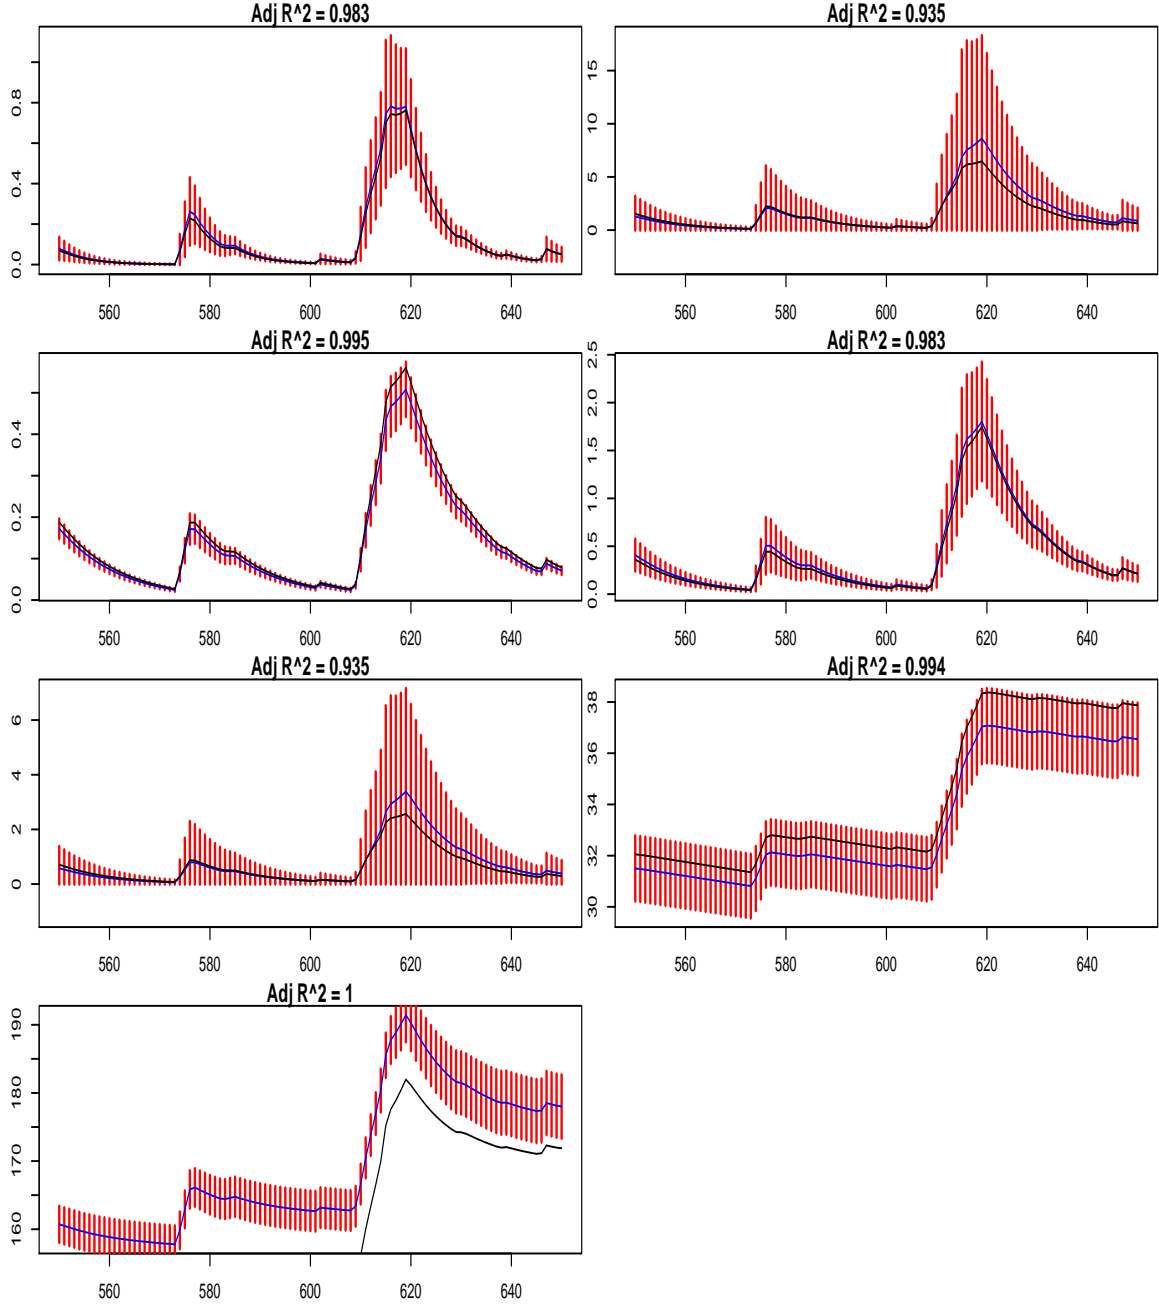 Adj R^2 = 0.983
0.0 0.4 0.8
560 580 600 620 640
Adj R^2 = 0.935
0 5 10 15
560 580 600 620 640
Adj R^2 = 0.995
0.0 0.2 0.4
560 580 600 620 640
Adj R^2 = 0.983
0.0 0.5 1.0 1.5 2.0 2.5
560 580 600 620 640
Adj R^2 = 0.935
0 2 4 6
560 580 600 620 640
Adj R^2 = 0.994
30 32 34 36 38
560 580 600 620 640
Adj R^2 = 1
160 170 180 190
560 580 600 620 640